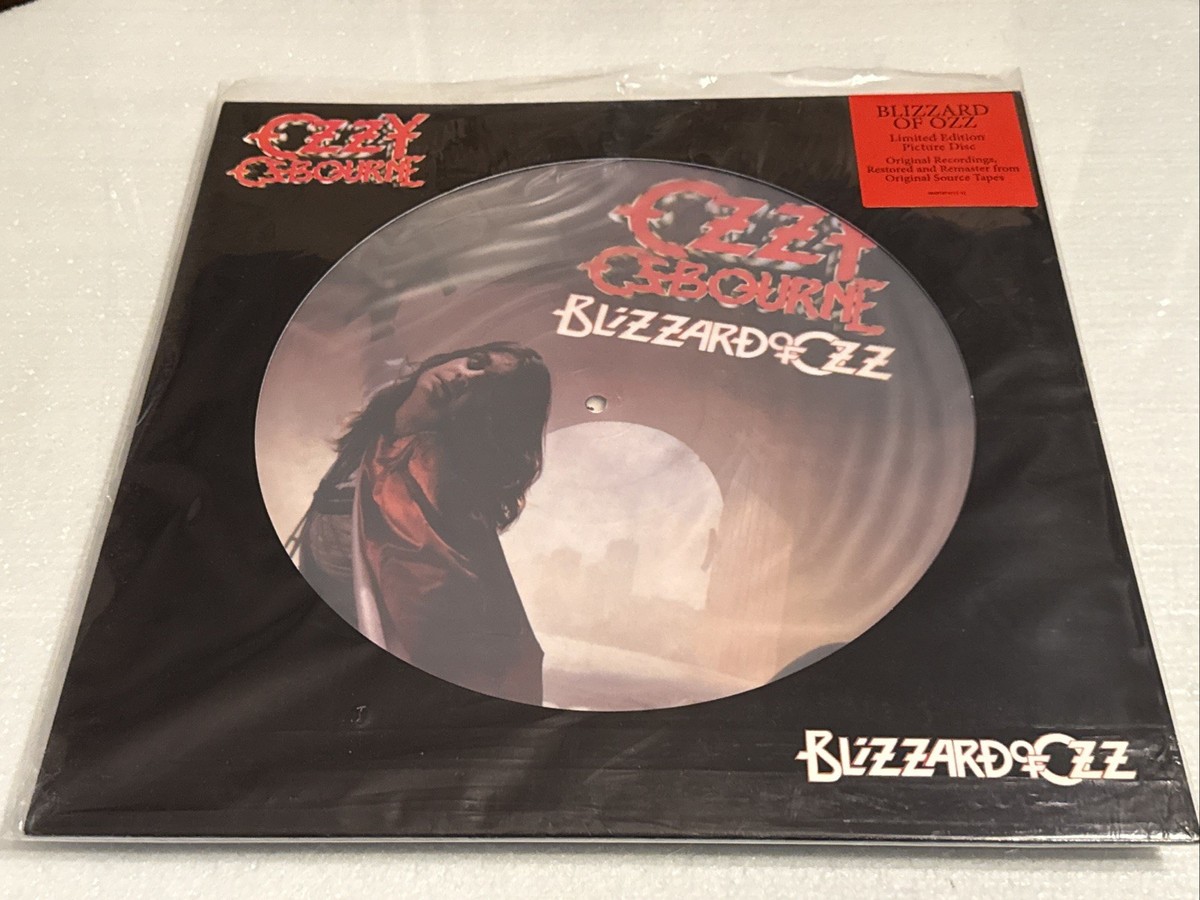 OZZY
OSBOURNE
BLIZZARD
OF OZZ
Limited Edition
Picture Disc
Original Recordings,
Restored and Remaster from
Original Source Tapes
OZZY
OSBOURNE
BLiZZARD OF OZZ
BLiZZARD OF OZZ